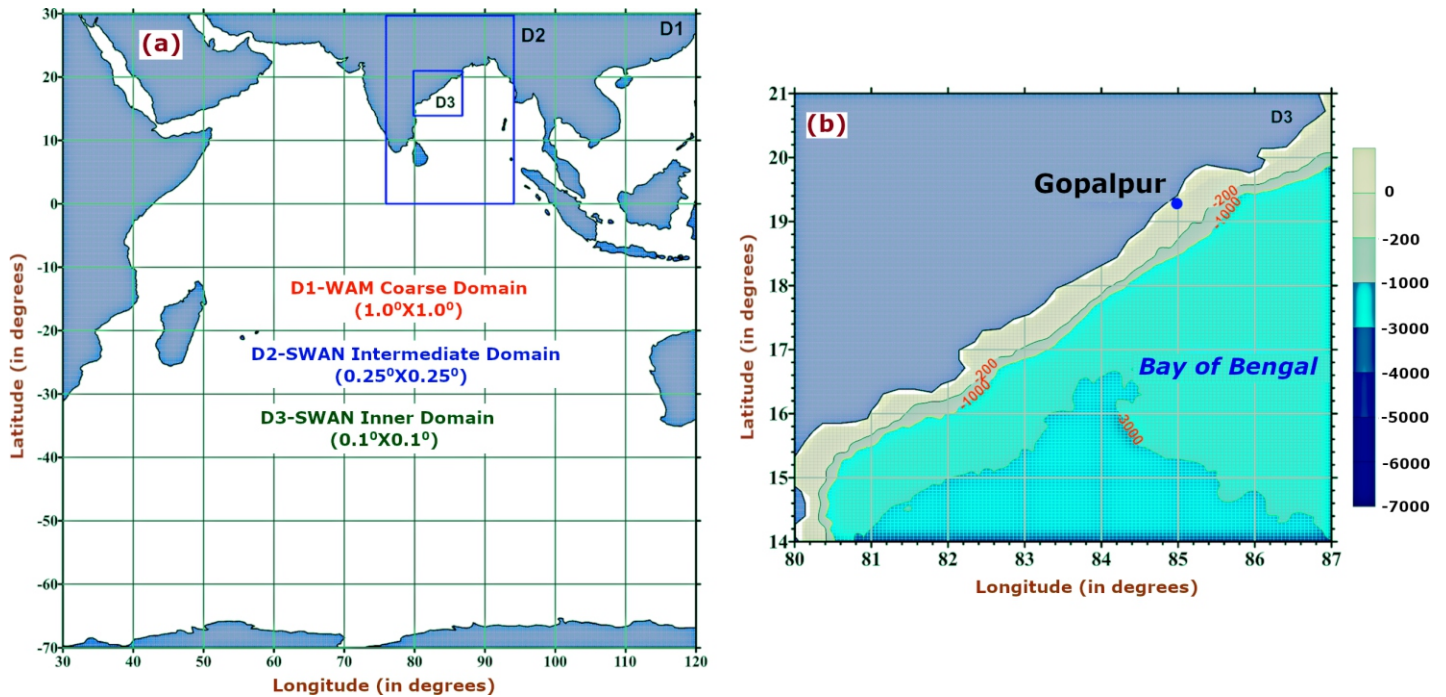 (a)
D1
D2
D3
D1-WAM Coarse Domain
(1.0⁰X1.0⁰)
D2-SWAN Intermediate Domain
(0.25⁰X0.25⁰)
D3-SWAN Inner Domain
(0.1⁰X0.1⁰)
Latitude (in degrees)
30
20
10
0
-10
-20
-30
-40
-50
-60
-70
30 40 50 60 70 80 90 100 110 120
Longitude (in degrees)
(b)
D3
Gopalpur
-200
-1000
Bay of Bengal
-200
-1000
-3000
Latitude (in degrees)
21
20
19
18
17
16
15
14
80 81 82 83 84 85 86 87
Longitude (in degrees)
0
-200
-1000
-3000
-4000
-5000
-6000
-7000